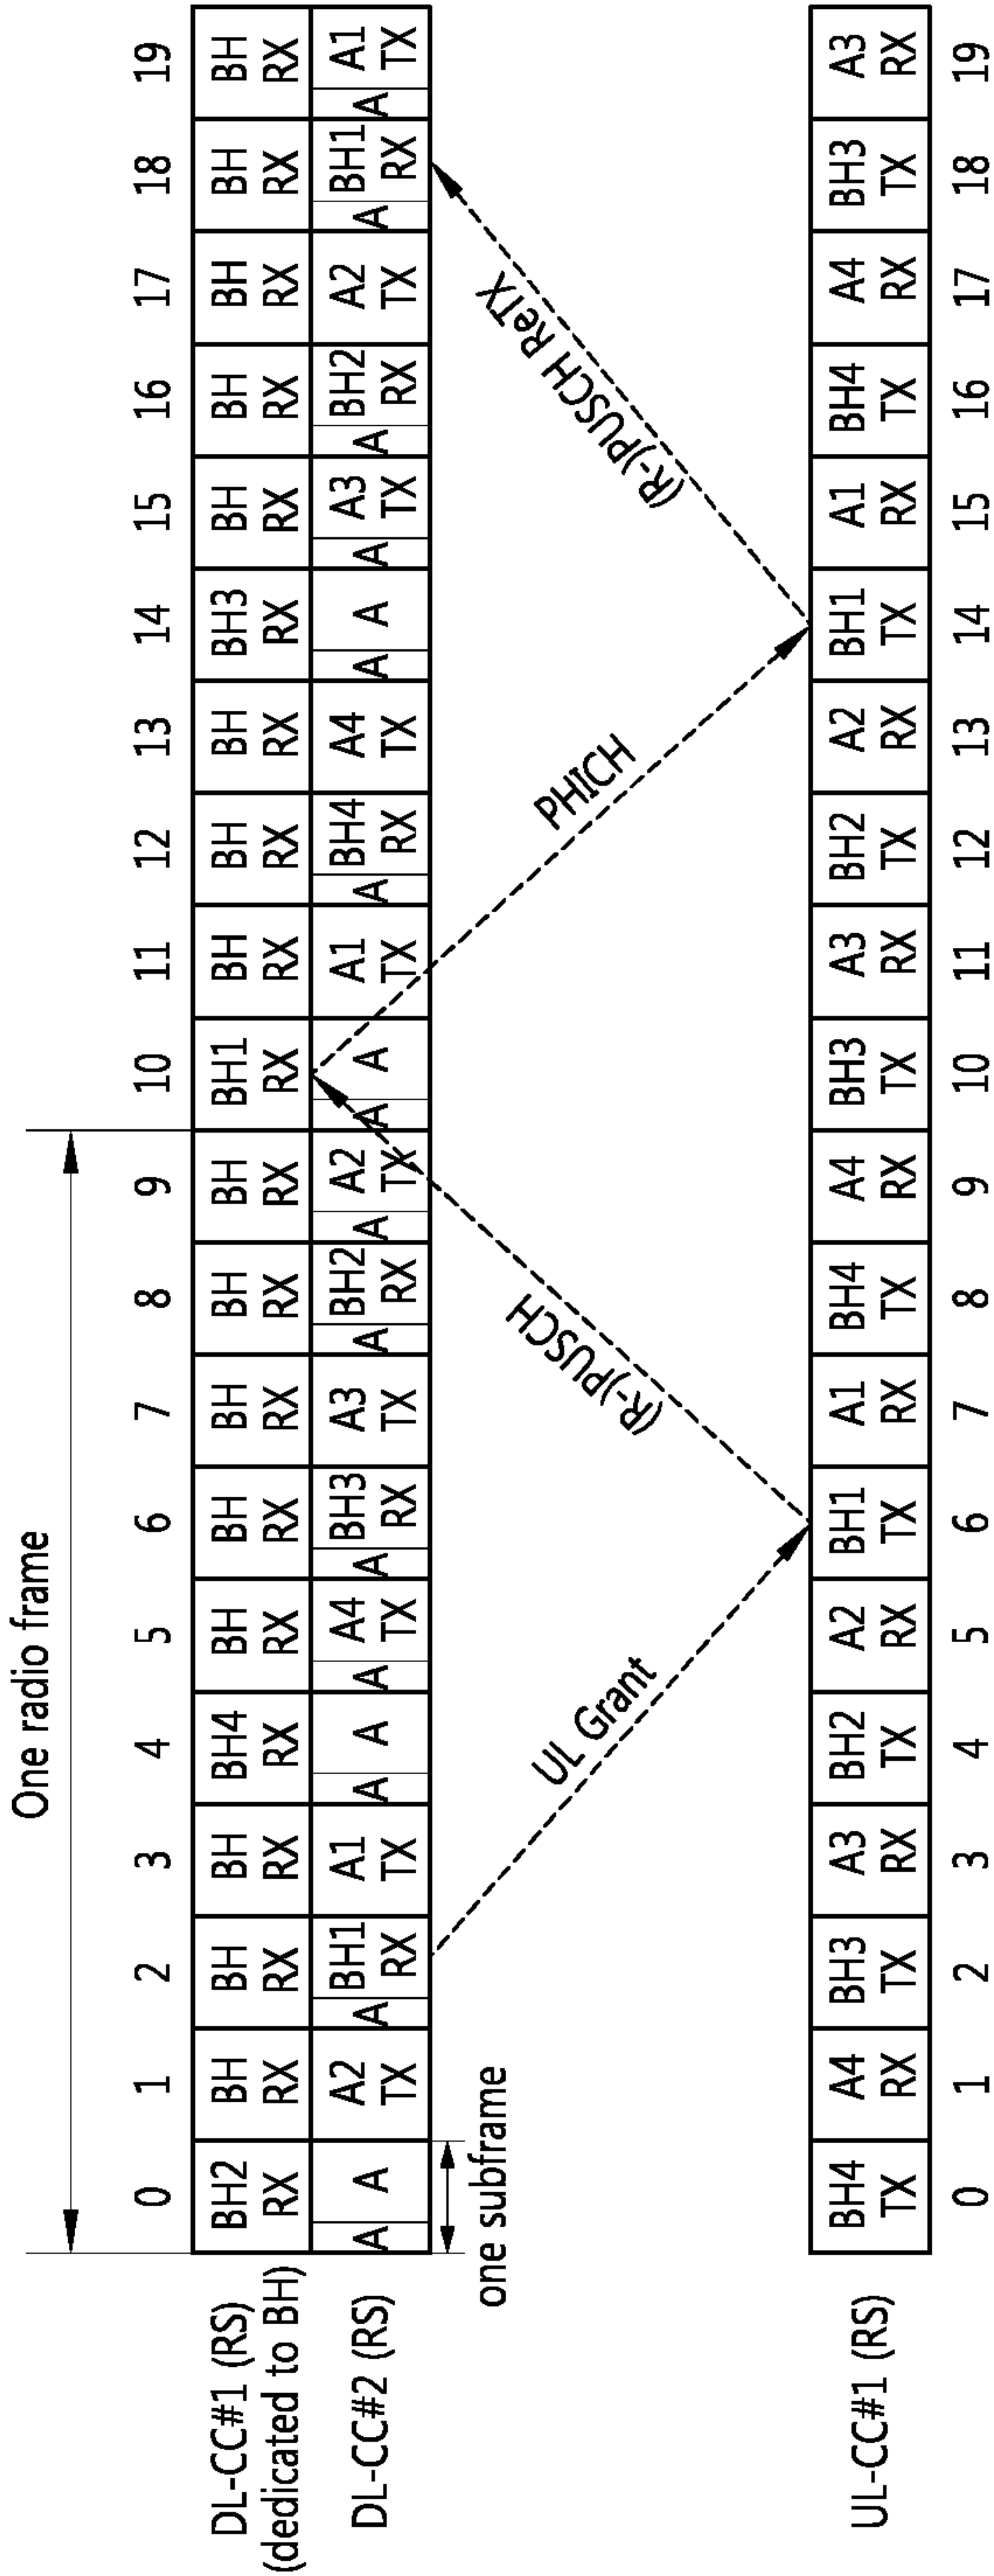 One radio frame
0 1 2 3 4 5 6 7 8 9 10 11 12 13 14 15 16 17 18 19
DL-CC#1 (RS)
(dedicated to BH)
BH2 BH BH BH BH4 BH BH BH BH BH BH1 BH BH BH BH3 BH BH BH BH BH
RX RX RX RX RX RX RX RX RX RX RX RX RX RX RX RX RX RX RX RX
DL-CC#2 (RS)
A A A2 A BH1 A1 A A A A4 A BH3 A3 A BH2 A A2 A A A1 A BH4 A4 A A A A3 A BH2 A2 A BH1 A A1
TX RX TX TX RX TX RX TX TX RX TX TX RX TX RX TX
one subframe
UL Grant
(R-)PUSCH
PHICH
(R-)PUSCH ReTX
UL-CC#1 (RS)
BH4 A4 BH3 A3 BH2 A2 BH1 A1 BH4 A4 BH3 A3 BH2 A2 BH1 A1 BH4 A4 BH3 A3
TX RX TX RX TX RX TX RX TX RX TX RX TX RX TX RX TX RX TX RX
0 1 2 3 4 5 6 7 8 9 10 11 12 13 14 15 16 17 18 19